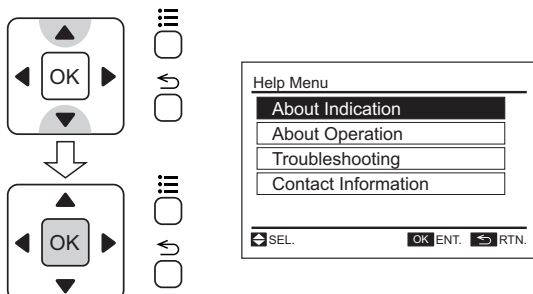 OK
OK
Help Menu
About Indication
About Operation
Troubleshooting
Contact Information
SEL. OK ENT. RTN.